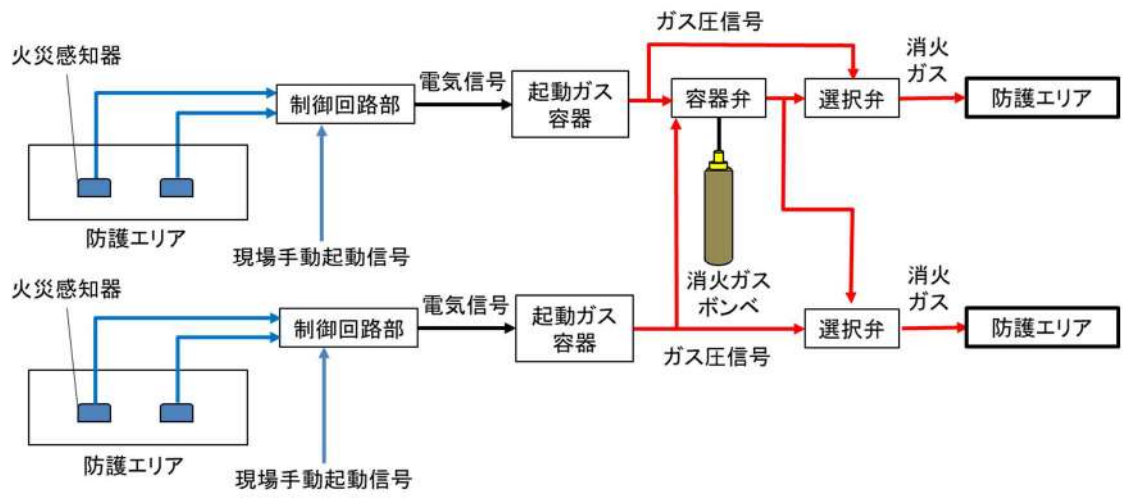 ガス圧信号
火災感知器
電気信号
消火
ガス
制御回路部
起動ガス
容器
容器弁
選択弁
防護エリア
防護エリア
現場手動起動信号
消火ガス
ボンベ
火災感知器
電気信号
消火
ガス
制御回路部
起動ガス
容器
選択弁
防護エリア
ガス圧信号
防護エリア
現場手動起動信号